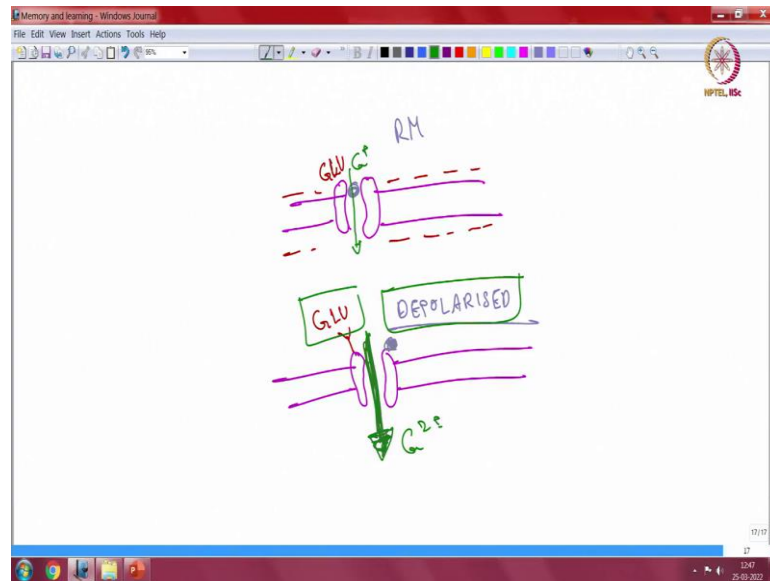 Memory and learning - Windows Journal
File Edit View Insert Actions Tools Help
95%
B I
NPTEL, IISc
RM
GLU
GLU
DEPOLARISED
17/17
17
12:47
25-03-2022